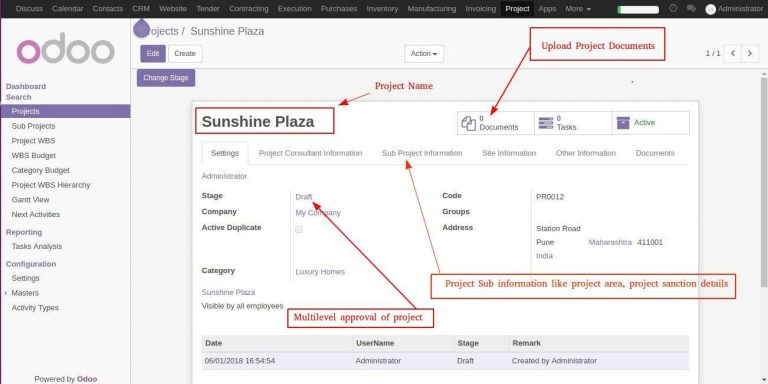 Discuss Calendar Contacts CRM Website Tender Contracting Execution Purchases Inventory Manufacturing Invoicing Project Apps More Administrator
odoo
Dashboard
Search
Projects
Sub Projects
Project WBS
WBS Budget
Category Budget
Project WBS Hierarchy
Gantt View
Next Activities
Reporting
Tasks Analysis
Configuration
Settings
Masters
Activity Types
Powered by Odoo
Projects / Sunshine Plaza
Edit Create Action 1 / 1
Change Stage
Upload Project Documents
Project Name
Sunshine Plaza
0 Documents
0 Tasks
Active
Settings Project Consultant Information Sub Project Information Site Information Other Information Documents
Administrator
Stage Draft Code PR0012
Company My Company Groups
Active Duplicate Address Station Road
Pune Maharashtra 411001
India
Category Luxury Homes
Project Sub information like project area, project sanction details
Sunshine Plaza
Visible by all employees
Multilevel approval of project
Date UserName Stage Remark
06/01/2018 16:54:54 Administrator Draft Created by Administrator